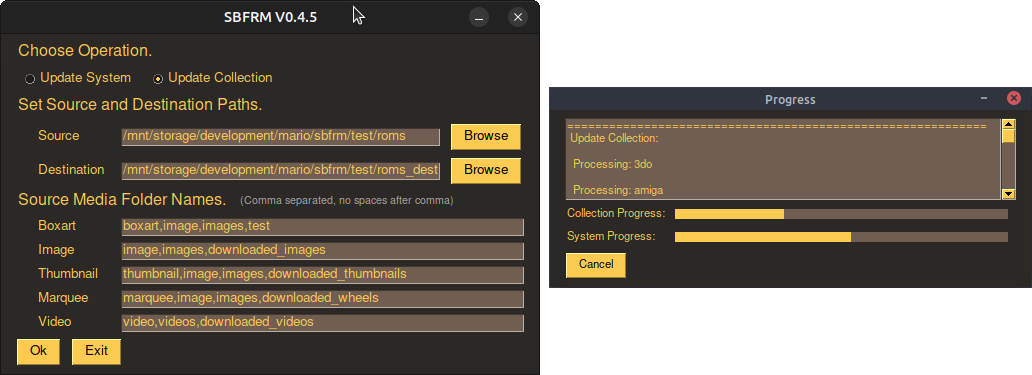 SBFRM V0.4.5
Choose Operation.
Update System Update Collection
Set Source and Destination Paths.
Source /mnt/storage/development/mario/sbfrm/test/roms Browse
Destination /mnt/storage/development/mario/sbfrm/test/roms_dest Browse
Source Media Folder Names. (Comma separated, no spaces after comma)
Boxart boxart,image,images,test
Image image,images,downloaded_images
Thumbnail thumbnail,image,images,downloaded_thumbnails
Marquee marquee,image,images,downloaded_wheels
Video video,videos,downloaded_videos
Ok Exit
Progress
============================================================
Update Collection:
Processing: 3do
Processing: amiga
Collection Progress:
System Progress:
Cancel